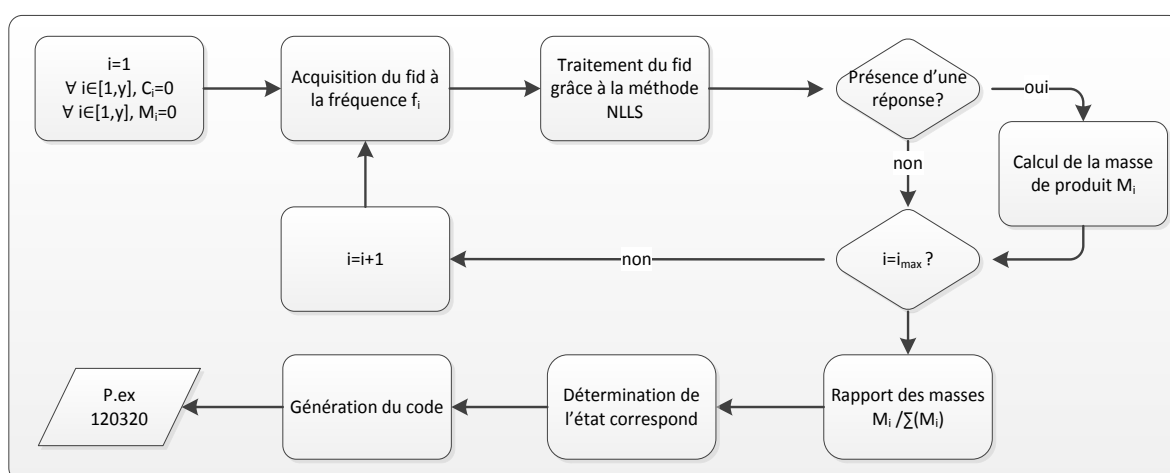 i=1
∀ i∈[1,y], Cᵢ=0
∀ i∈[1,y], Mᵢ=0
Acquisition du fid à
la fréquence fᵢ
Traitement du fid
grâce à la méthode
NLLS
Présence d’une
réponse?
oui
Calcul de la masse
de produit Mᵢ
non
i=i+1
non
i=iₘₐₓ ?
P.ex
120320
Génération du code
Détermination de
l’état correspond
Rapport des masses
Mᵢ /∑(Mᵢ)